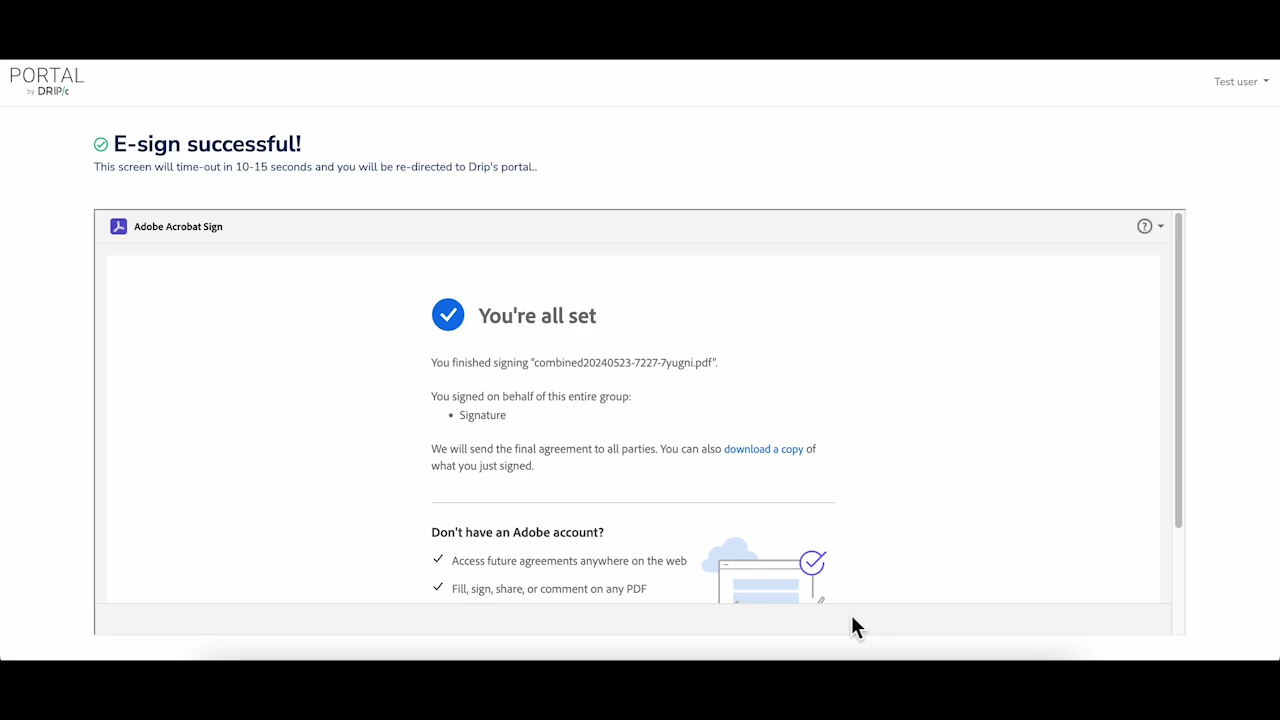 PORTAL
by DRIP/c
Test user
E-sign successful!
This screen will time-out in 10-15 seconds and you will be re-directed to Drip's portal..
Adobe Acrobat Sign
?
You're all set
You finished signing "combined20240523-7227-7yugni.pdf".
You signed on behalf of this entire group:
• Signature
We will send the final agreement to all parties. You can also download a copy of
what you just signed.
Don't have an Adobe account?
Access future agreements anywhere on the web
Fill, sign, share, or comment on any PDF